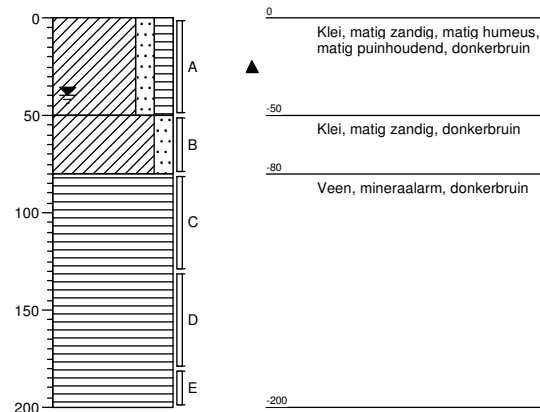 0
50
100
150
200
A
B
C
D
E
0
Klei, matig zandig, matig humeus,
matig puinhoudend, donkerbruin
-50
Klei, matig zandig, donkerbruin
-80
Veen, mineraalarm, donkerbruin
-200